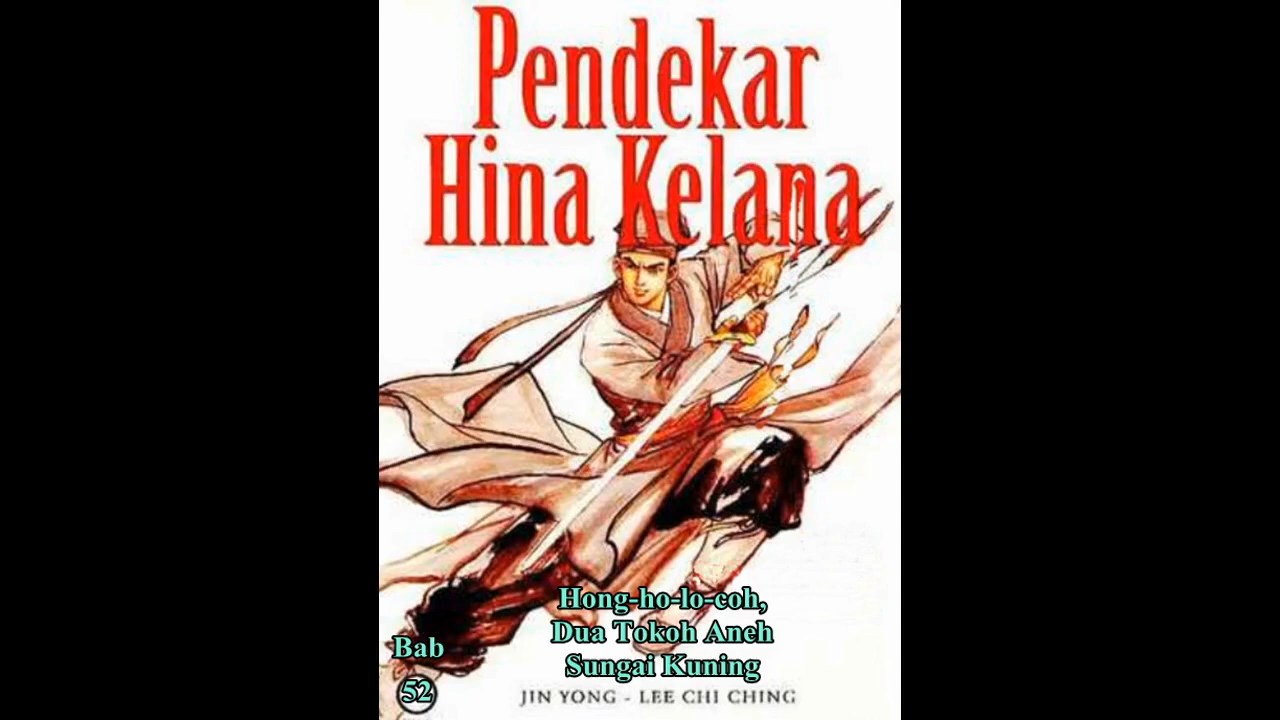 Pendekar
Hina Kelana
Hong-ho-lo-coh,
Dua Tokoh Aneh
Sungai Kuning
Bab
52
JIN YONG - LEE CHI CHING